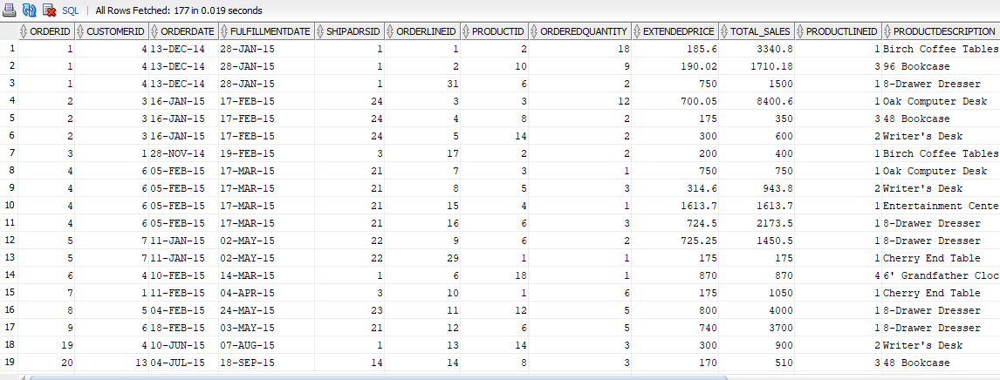 SQL | All Rows Fetched: 177 in 0.019 seconds
ORDERID CUSTOMERID ORDERDATE FULFILLMENTDATE SHIPADRSID ORDERLINEID PRODUCTID ORDEREDQUANTITY EXTENDEDPRICE TOTAL_SALES PRODUCTLINEID PRODUCTDESCRIPTION
1 1 4 13-DEC-14 28-JAN-15 1 1 2 18 185.6 3340.8 1 Birch Coffee Tables
2 1 4 13-DEC-14 28-JAN-15 1 2 10 9 190.02 1710.18 3 96 Bookcase
3 1 4 13-DEC-14 28-JAN-15 1 31 6 2 750 1500 1 8-Drawer Dresser
4 2 3 16-JAN-15 17-FEB-15 24 3 3 12 700.05 8400.6 1 Oak Computer Desk
5 2 3 16-JAN-15 17-FEB-15 24 4 8 2 175 350 3 48 Bookcase
6 2 3 16-JAN-15 17-FEB-15 24 5 14 2 300 600 2 Writer's Desk
7 3 1 28-NOV-14 19-FEB-15 3 17 2 2 200 400 1 Birch Coffee Tables
8 4 6 05-FEB-15 17-MAR-15 21 7 3 1 750 750 1 Oak Computer Desk
9 4 6 05-FEB-15 17-MAR-15 21 8 5 3 314.6 943.8 2 Writer's Desk
10 4 6 05-FEB-15 17-MAR-15 21 15 4 1 1613.7 1613.7 1 Entertainment Cente
11 4 6 05-FEB-15 17-MAR-15 21 16 6 3 724.5 2173.5 1 8-Drawer Dresser
12 5 7 11-JAN-15 02-MAY-15 22 9 6 2 725.25 1450.5 1 8-Drawer Dresser
13 5 7 11-JAN-15 02-MAY-15 22 29 1 1 175 175 1 Cherry End Table
14 6 4 10-FEB-15 14-MAR-15 1 6 18 1 870 870 4 6' Grandfather Cloc
15 7 1 11-FEB-15 04-APR-15 3 10 1 6 175 1050 1 Cherry End Table
16 8 5 04-FEB-15 24-MAY-15 23 11 12 5 800 4000 1 8-Drawer Dresser
17 9 6 18-FEB-15 03-MAY-15 21 12 6 5 740 3700 1 8-Drawer Dresser
18 19 4 10-JUN-15 07-AUG-15 1 13 14 3 300 900 2 Writer's Desk
19 20 13 04-JUL-15 18-SEP-15 14 14 8 3 170 510 3 48 Bookcase